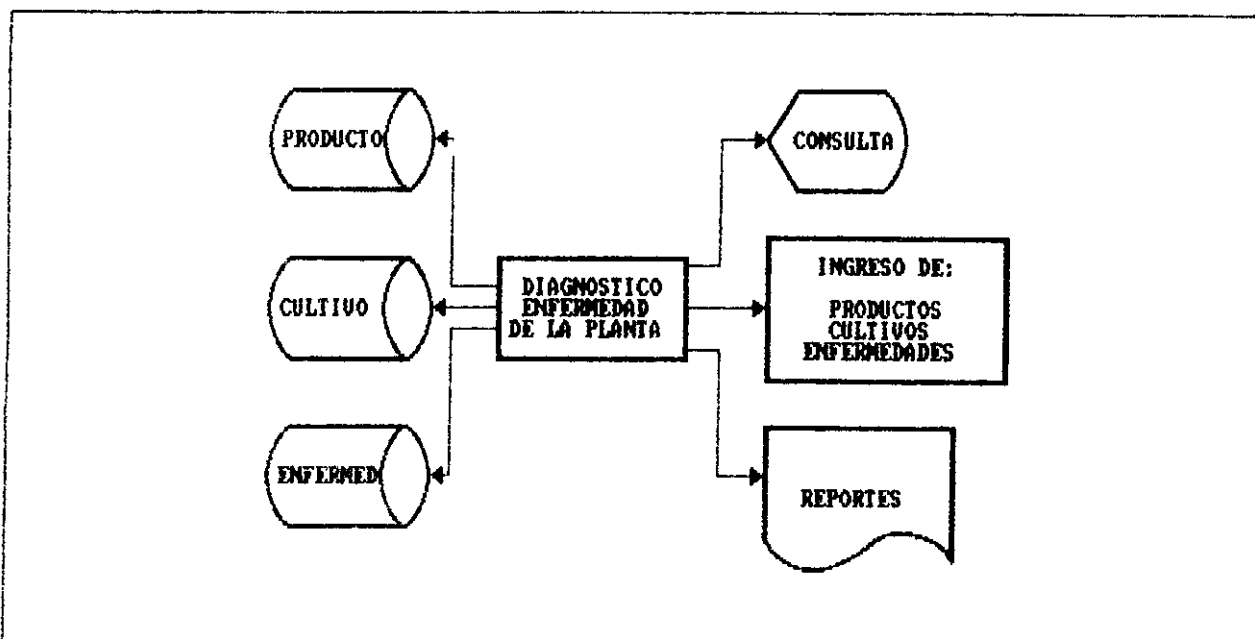 PRODUCTO
CONSULTA
CULTIVO
DIAGNOSTICO
ENFERMEDAD
DE LA PLANTA
INGRESO DE:
PRODUCTOS
CULTIVOS
ENFERMEDADES
ENFERMED
REPORTES